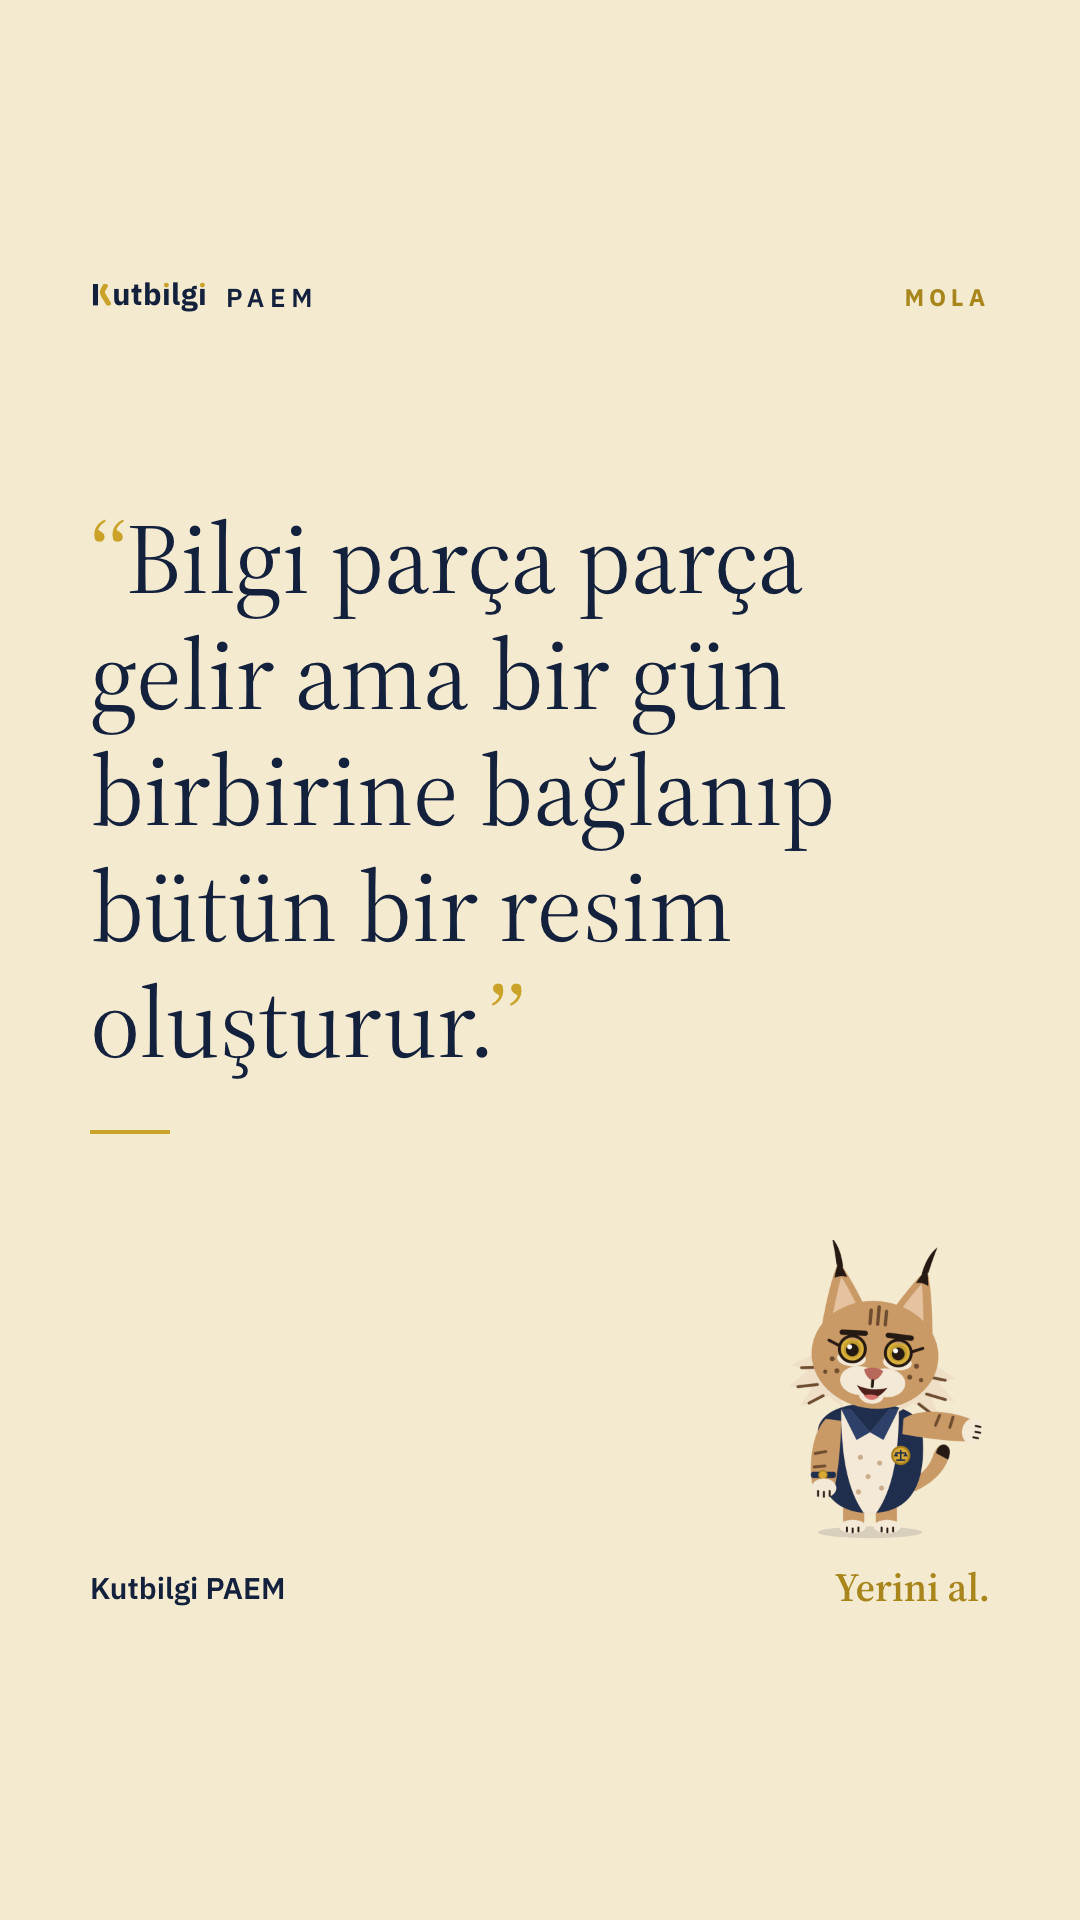 Kutbilgi PAEM
MOLA
“Bilgi parça parça
gelir ama bir gün
birbirine bağlanıp
bütün bir resim
oluşturur.”
Kutbilgi PAEM
Yerini al.